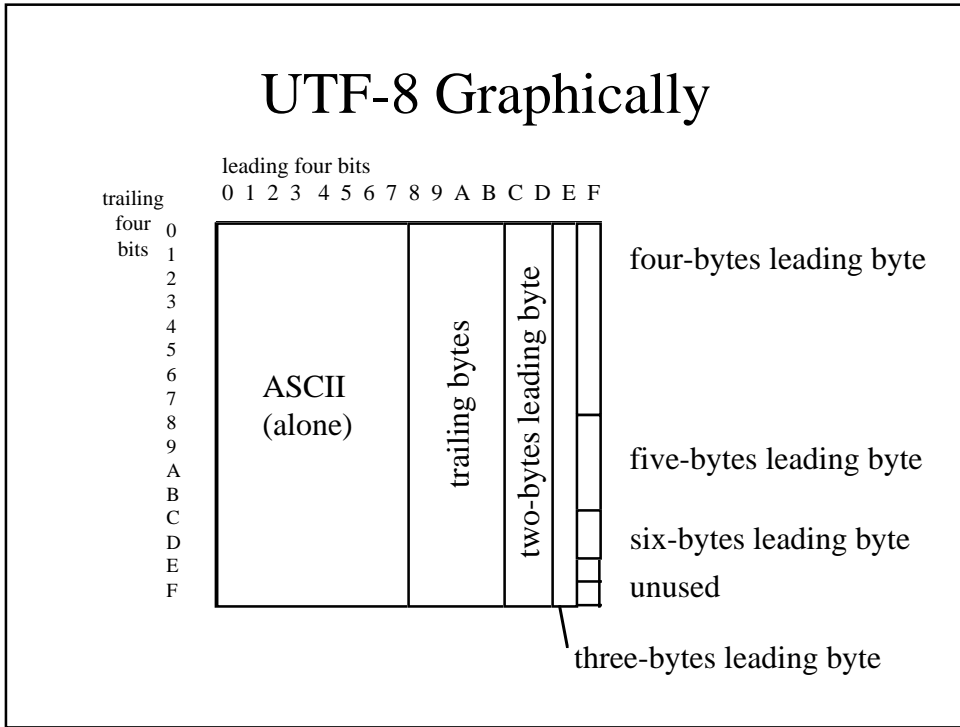 UTF-8 Graphically
leading four bits
0 1 2 3 4 5 6 7 8 9 A B C D E F
trailing
four
bits
0
1
2
3
4
5
6
7
8
9
A
B
C
D
E
F
ASCII
(alone)
trailing bytes
two-bytes leading byte
four-bytes leading byte
five-bytes leading byte
six-bytes leading byte
unused
three-bytes leading byte